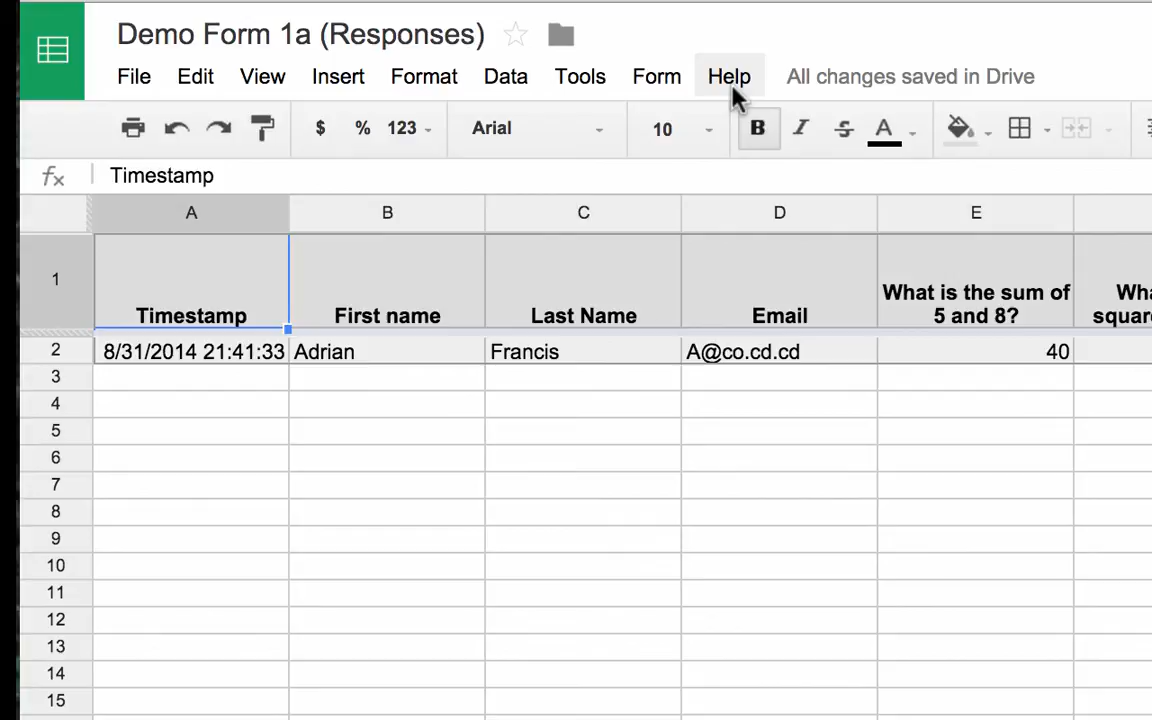 Demo Form 1a (Responses)
File Edit View Insert Format Data Tools Form Help All changes saved in Drive
$ % 123 Arial 10 B I S A
fx Timestamp
A B C D E
1 Timestamp First name Last Name Email What is the sum of 5 and 8?
2 8/31/2014 21:41:33 Adrian Francis A@co.cd.cd 40
3
4
5
6
7
8
9
10
11
12
13
14
15